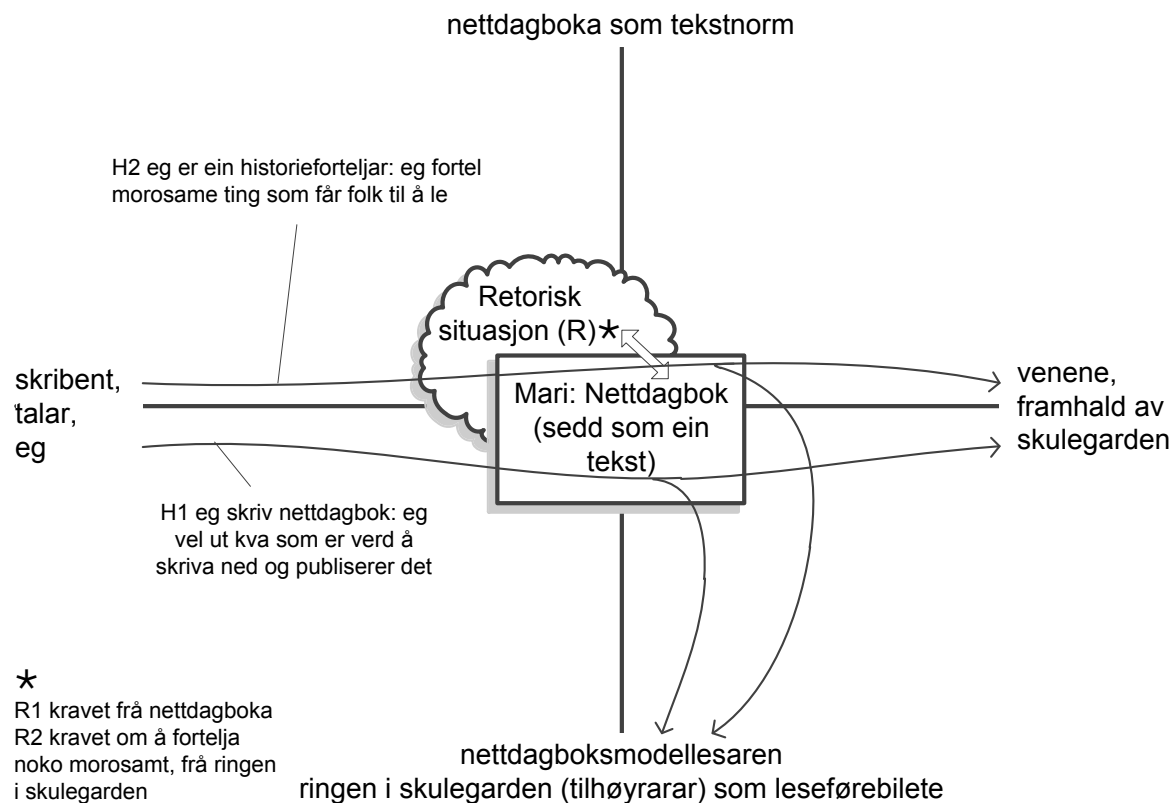 nettdagboka som tekstnorm
H2 eg er ein historieforteljar: eg fortel
morosame ting som får folk til å le
Retorisk
situasjon (R)*
skribent,
talar,
eg
Mari: Nettdagbok
(sedd som ein
tekst)
venene,
framhald av
skulegarden
H1 eg skriv nettdagbok: eg
vel ut kva som er verd å
skriva ned og publiserer det
*
R1 kravet frå nettdagboka
R2 kravet om å fortelja
noko morosamt, frå ringen
i skulegarden
nettdagboksmodellesaren
ringen i skulegarden (tilhøyrarar) som leseførebilete